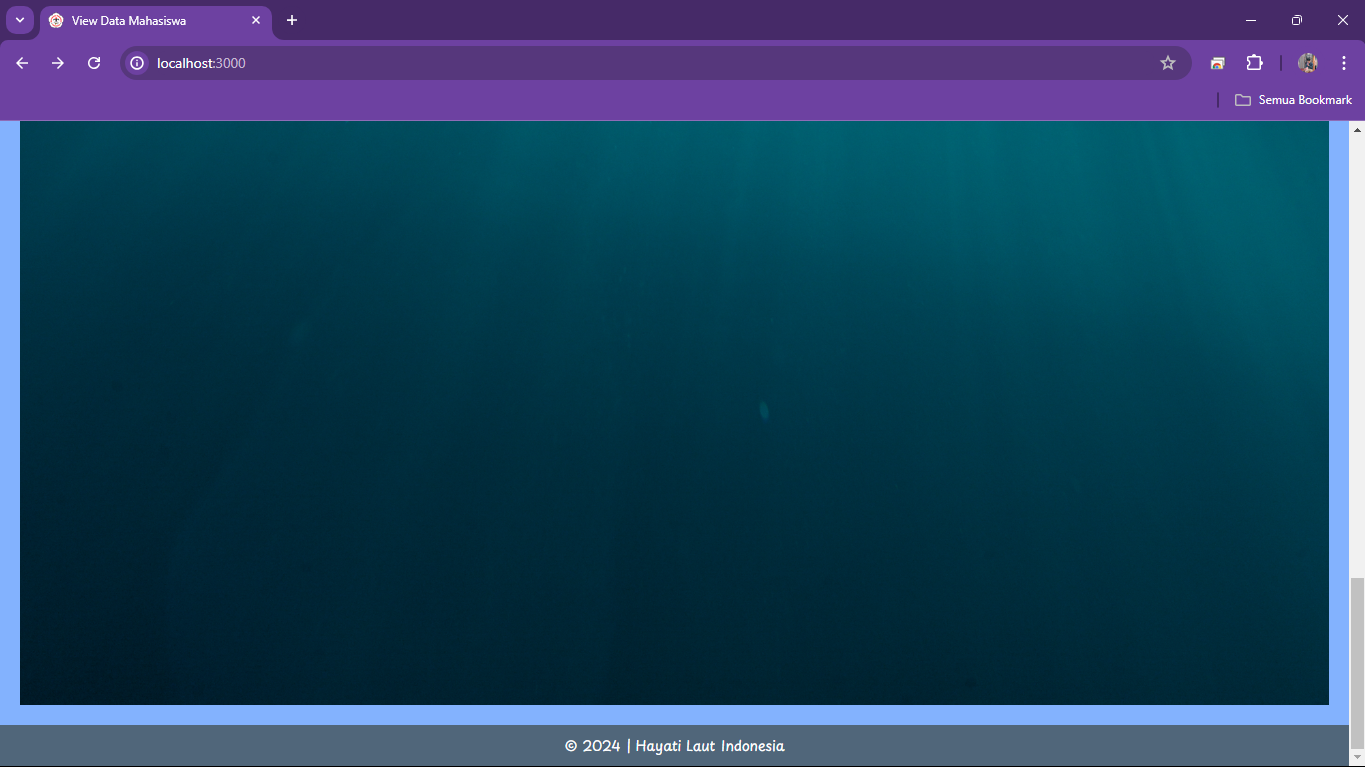 View Data Mahasiswa
localhost:3000
Semua Bookmark
© 2024 | Hayati Laut Indonesia